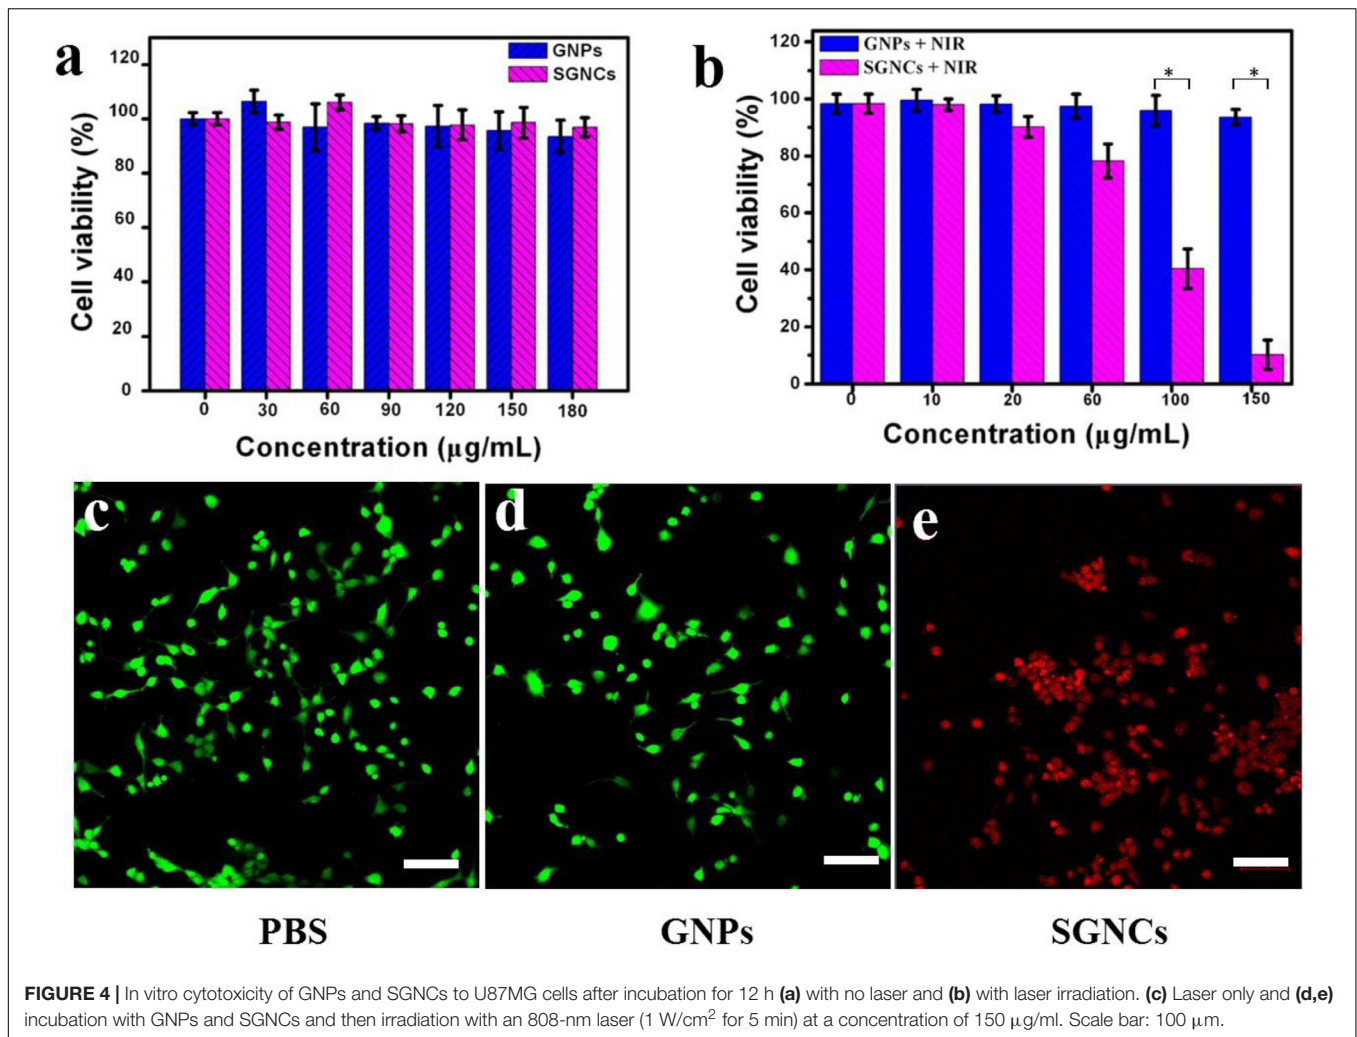 a
GNPs
SGNCs
120
100
80
60
40
20
0
Cell viability (%)
0 30 60 90 120 150 180
Concentration (µg/mL)
b
GNPs + NIR
SGNCs + NIR
* *
120
100
80
60
40
20
0
Cell viability (%)
0 10 20 60 100 150
Concentration (µg/mL)
c
d
e
PBS
GNPs
SGNCs
FIGURE 4 | In vitro cytotoxicity of GNPs and SGNCs to U87MG cells after incubation for 12 h (a) with no laser and (b) with laser irradiation. (c) Laser only and (d,e)
incubation with GNPs and SGNCs and then irradiation with an 808-nm laser (1 W/cm² for 5 min) at a concentration of 150 µg/ml. Scale bar: 100 µm.